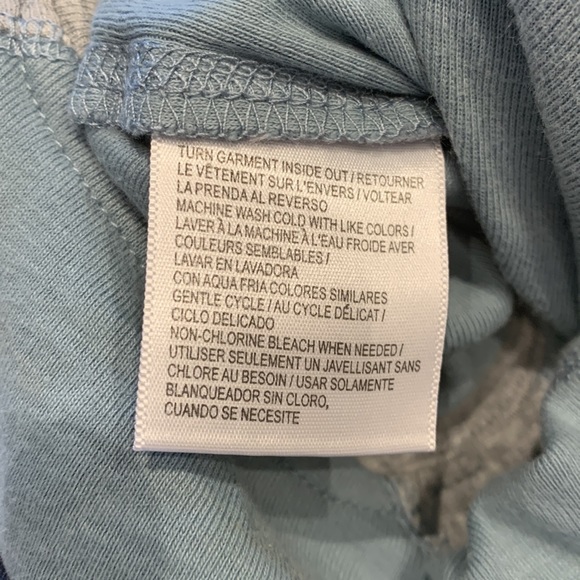 TURN GARMENT INSIDE OUT / RETOURNER
LE VÊTEMENT SUR L'ENVERS / VOLTEAR
LA PRENDA AL REVERSO
MACHINE WASH COLD WITH LIKE COLORS /
LAVER À LA MACHINE À L'EAU FROIDE AVER
COULEURS SEMBLABLES /
LAVAR EN LAVADORA
CON AQUA FRIA COLORES SIMILARES
GENTLE CYCLE / AU CYCLE DÉLICAT /
CICLO DELICADO
NON-CHLORINE BLEACH WHEN NEEDED /
UTILISER SEULEMENT UN JAVELLISANT SANS
CHLORE AU BESOIN / USAR SOLAMENTE
BLANQUEADOR SIN CLORO,
CUANDO SE NECESITE